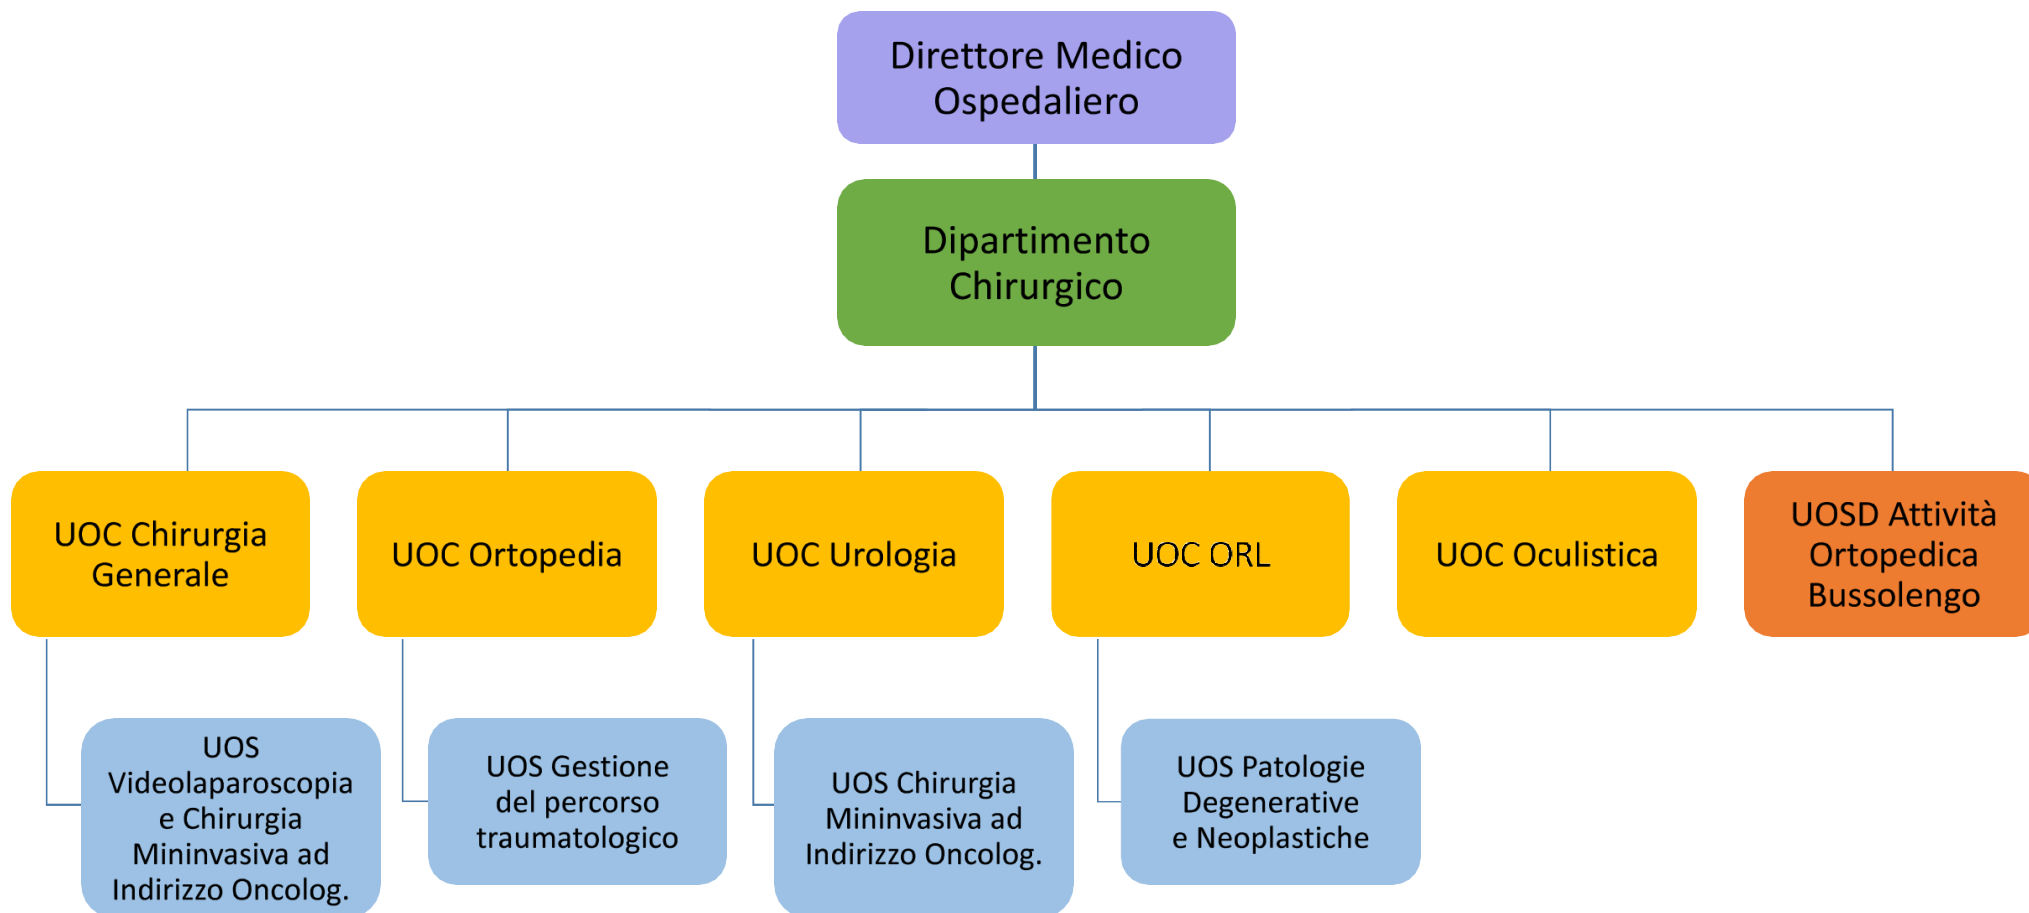 Direttore Medico
Ospedaliero
Dipartimento
Chirurgico
UOC Chirurgia
Generale
UOC Ortopedia
UOC Urologia
UOC ORL
UOC Oculistica
UOSD Attività
Ortopedica
Bussolengo
UOS
Videolaparoscopia
e Chirurgia
Mininvasiva ad
Indirizzo Oncolog.
UOS Gestione
del percorso
traumatologico
UOS Chirurgia
Mininvasiva ad
Indirizzo Oncolog.
UOS Patologie
Degenerative
e Neoplastiche